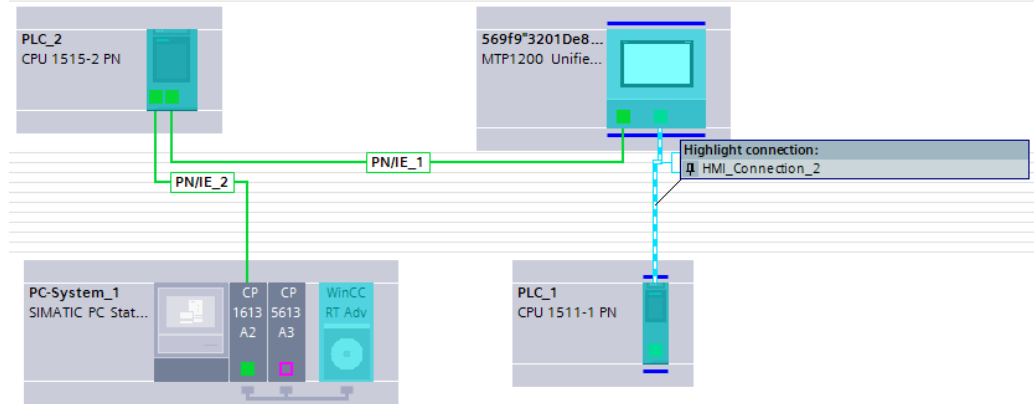 PLC_2
CPU 1515-2 PN
569f9"3201De8...
MTP1200 Unifie...
PN/IE_1
Highlight connection:
HMI_Connection_2
PN/IE_2
PC-System_1
SIMATIC PC Stat...
CP
1613
A2
CP
5613
A3
WinCC
RT Adv
PLC_1
CPU 1511-1 PN